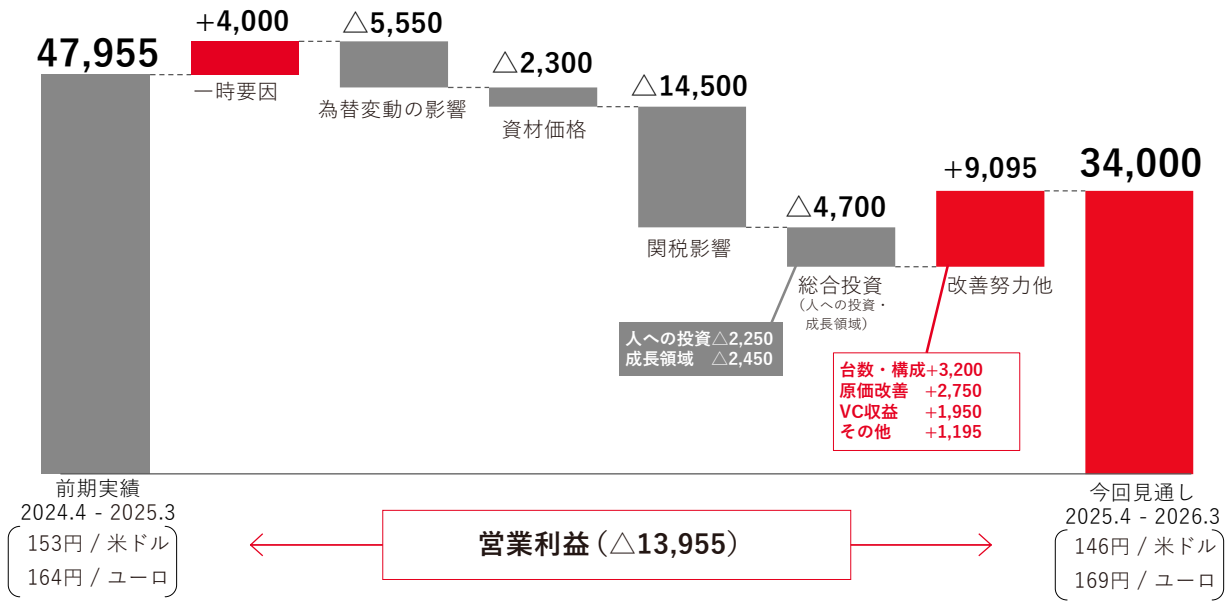 47,955
+4,000
一時要因
△5,550
為替変動の影響
△2,300
資材価格
△14,500
関税影響
△4,700
総合投資
(人への投資・
成長領域)
人への投資△2,250
成長領域 △2,450
+9,095
改善努力他
台数・構成+3,200
原価改善 +2,750
VC収益 +1,950
その他 +1,195
34,000
前期実績
2024.4 - 2025.3
153円 / 米ドル
164円 / ユーロ
営業利益 (△13,955)
今回見通し
2025.4 - 2026.3
146円 / 米ドル
169円 / ユーロ